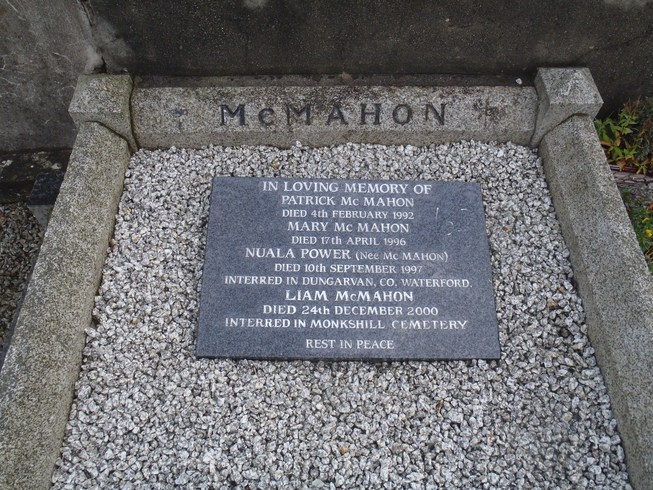 McMAHON
IN LOVING MEMORY OF
PATRICK Mc MAHON
DIED 4TH FEBRUARY 1992
MARY Mc MAHON
DIED 17TH APRIL 1996
NUALA POWER (Nee Mc MAHON)
DIED 10TH SEPTEMBER 1997
INTERRED IN DUNGARVAN, CO, WATERFORD.
LIAM McMAHON
DIED 24TH DECEMBER 2000
INTERRED IN MONKSHILL CEMETERY
REST IN PEACE